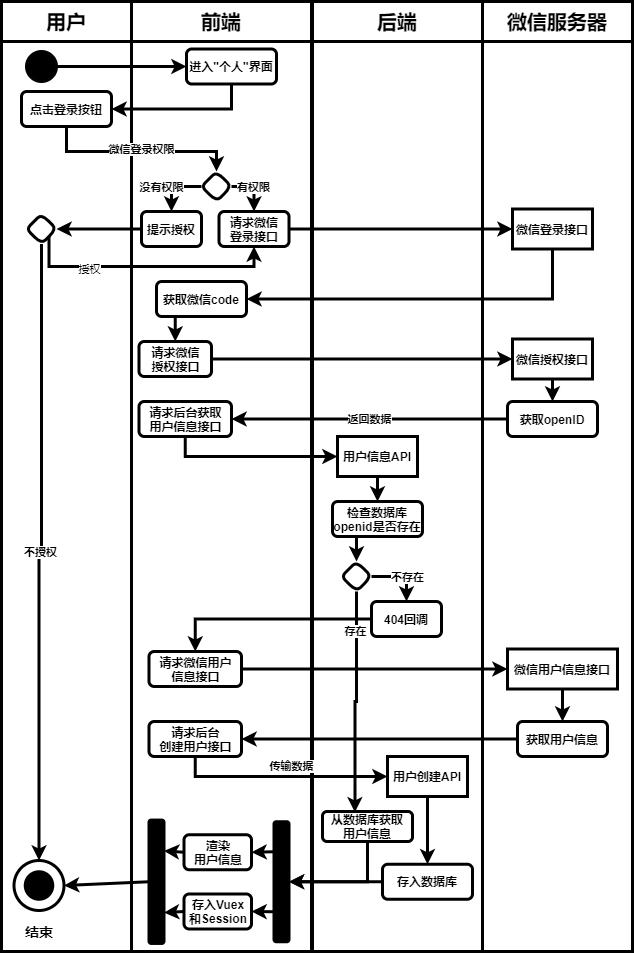 用户
前端
后端
微信服务器
进入"个人"界面
点击登录按钮
微信登录权限
没有权限
有权限
提示授权
请求微信
登录接口
微信登录接口
授权
获取微信code
请求微信
授权接口
微信授权接口
请求后台获取
用户信息接口
返回数据
获取openID
用户信息API
检查数据库
openid是否存在
不授权
不存在
404回调
存在
请求微信用户
信息接口
微信用户信息接口
请求后台
创建用户接口
获取用户信息
传输数据
用户创建API
从数据库获取
用户信息
渲染
用户信息
存入数据库
存入Vuex
和Session
结束